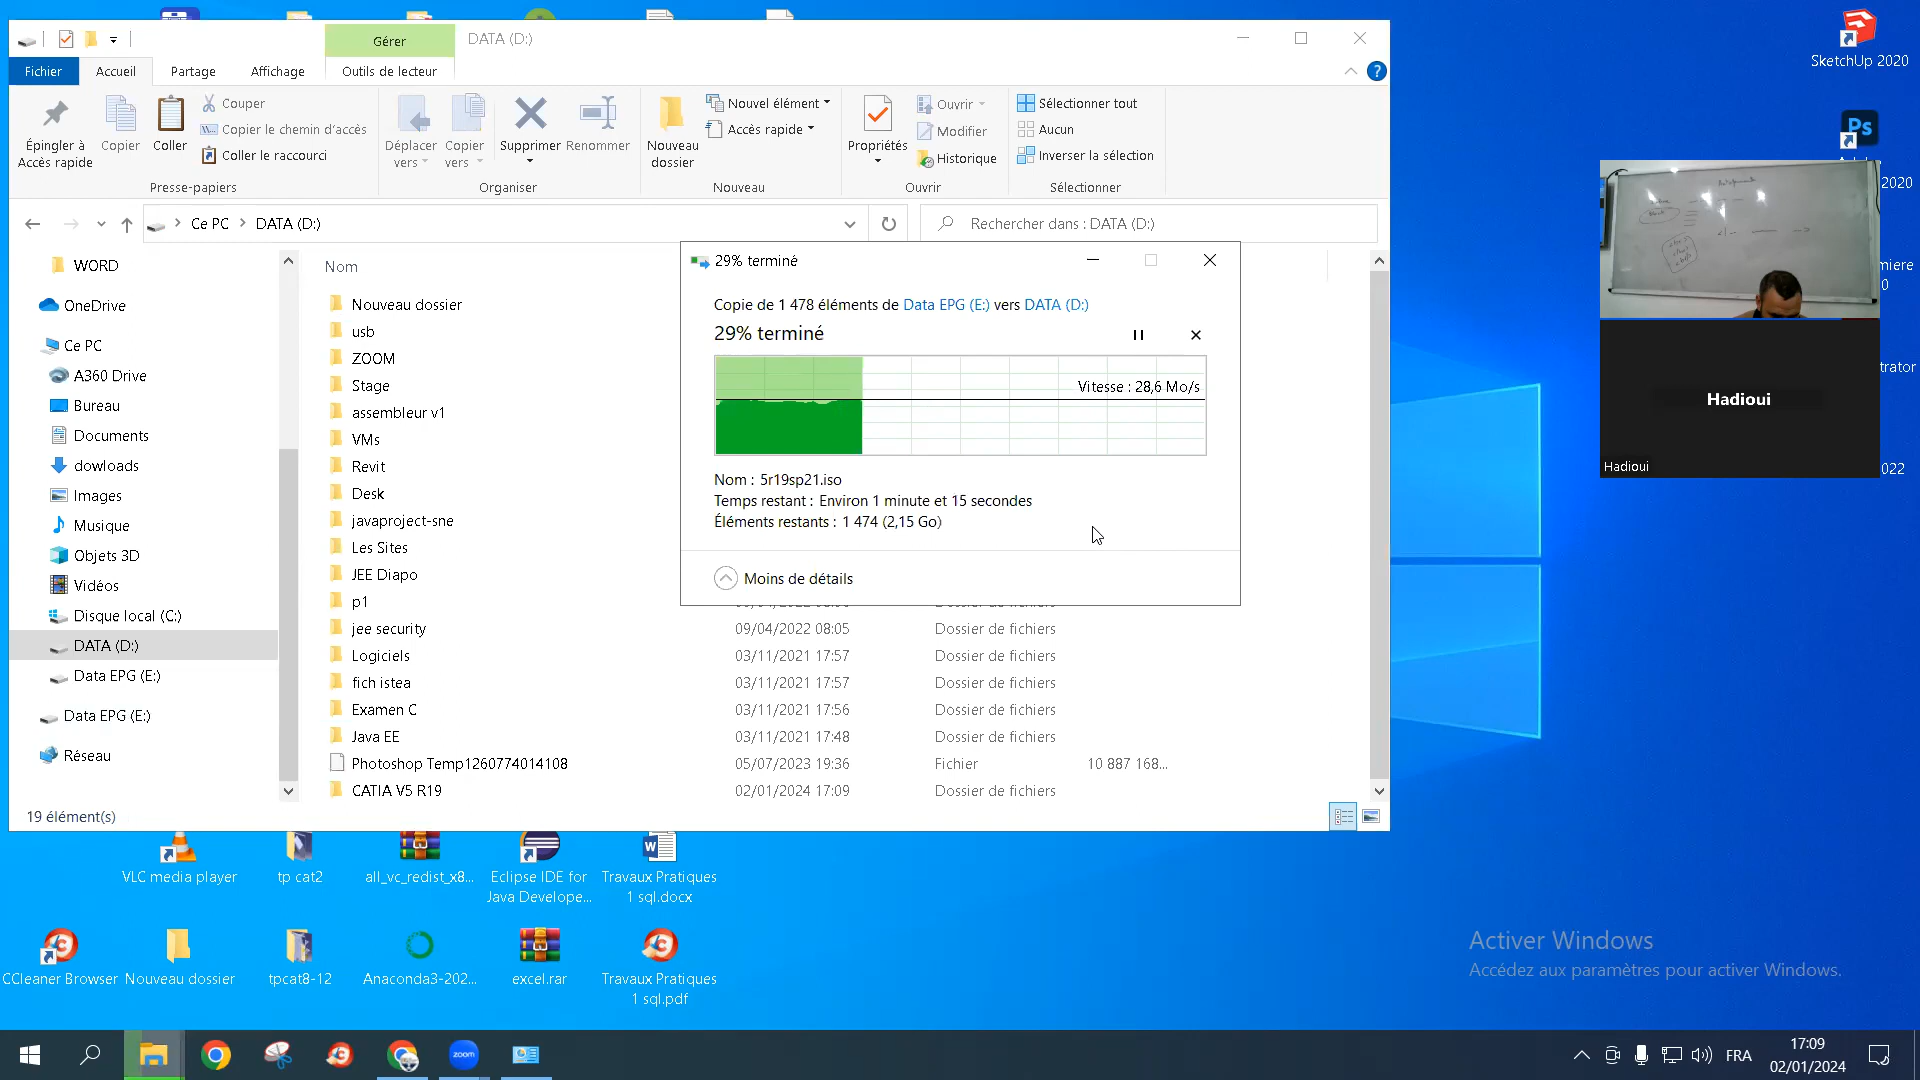 Gérer
DATA (D:)
Fichier
Accueil
Partage
Affichage
Outils de lecteur
Épingler à
Accès rapide
Copier
Coller
Couper
Copier le chemin d'accès
Coller le raccourci
Presse-papiers
Déplacer
vers
Copier
vers
Supprimer
Renommer
Organiser
Nouveau
dossier
Nouvel élément
Accès rapide
Nouveau
Propriétés
Ouvrir
Modifier
Historique
Ouvrir
Sélectionner tout
Aucun
Inverser la sélection
Sélectionner
Ce PC
DATA (D:)
Rechercher dans : DATA (D:)
WORD
OneDrive
Ce PC
A360 Drive
Bureau
Documents
dowloads
Images
Musique
Objets 3D
Vidéos
Disque local (C:)
DATA (D:)
Data EPG (E:)
Data EPG (E:)
Réseau
Nom
Nouveau dossier
usb
ZOOM
Stage
assembleur v1
VMs
Revit
Desk
javaproject-sne
Les Sites
JEE Diapo
p1
jee security 09/04/2022 08:05 Dossier de fichiers
Logiciels 03/11/2021 17:57 Dossier de fichiers
fich istea 03/11/2021 17:57 Dossier de fichiers
Examen C 03/11/2021 17:56 Dossier de fichiers
Java EE 03/11/2021 17:48 Dossier de fichiers
Photoshop Temp1260774014108 05/07/2023 19:36 Fichier 10 887 168...
CATIA V5 R19 02/01/2024 17:09 Dossier de fichiers
19 élément(s)
29% terminé
Copie de 1 478 éléments de Data EPG (E:) vers DATA (D:)
29% terminé
Vitesse : 28,6 Mo/s
Nom : 5r19sp21.iso
Temps restant : Environ 1 minute et 15 secondes
Éléments restants : 1 474 (2,15 Go)
Moins de détails
SketchUp 2020
Ps
2020
miere
0
trator
2022
Hadioui
Hadioui
VLC media player
tp cat2
all_vc_redist_x8...
Eclipse IDE for
Java Develope...
Travaux Pratiques
1 sql.docx
CCleaner Browser
Nouveau dossier
tpcat8-12
Anaconda3-202...
excel.rar
Travaux Pratiques
1 sql.pdf
Activer Windows
Accédez aux paramètres pour activer Windows.
zoom
FRA
17:09
02/01/2024